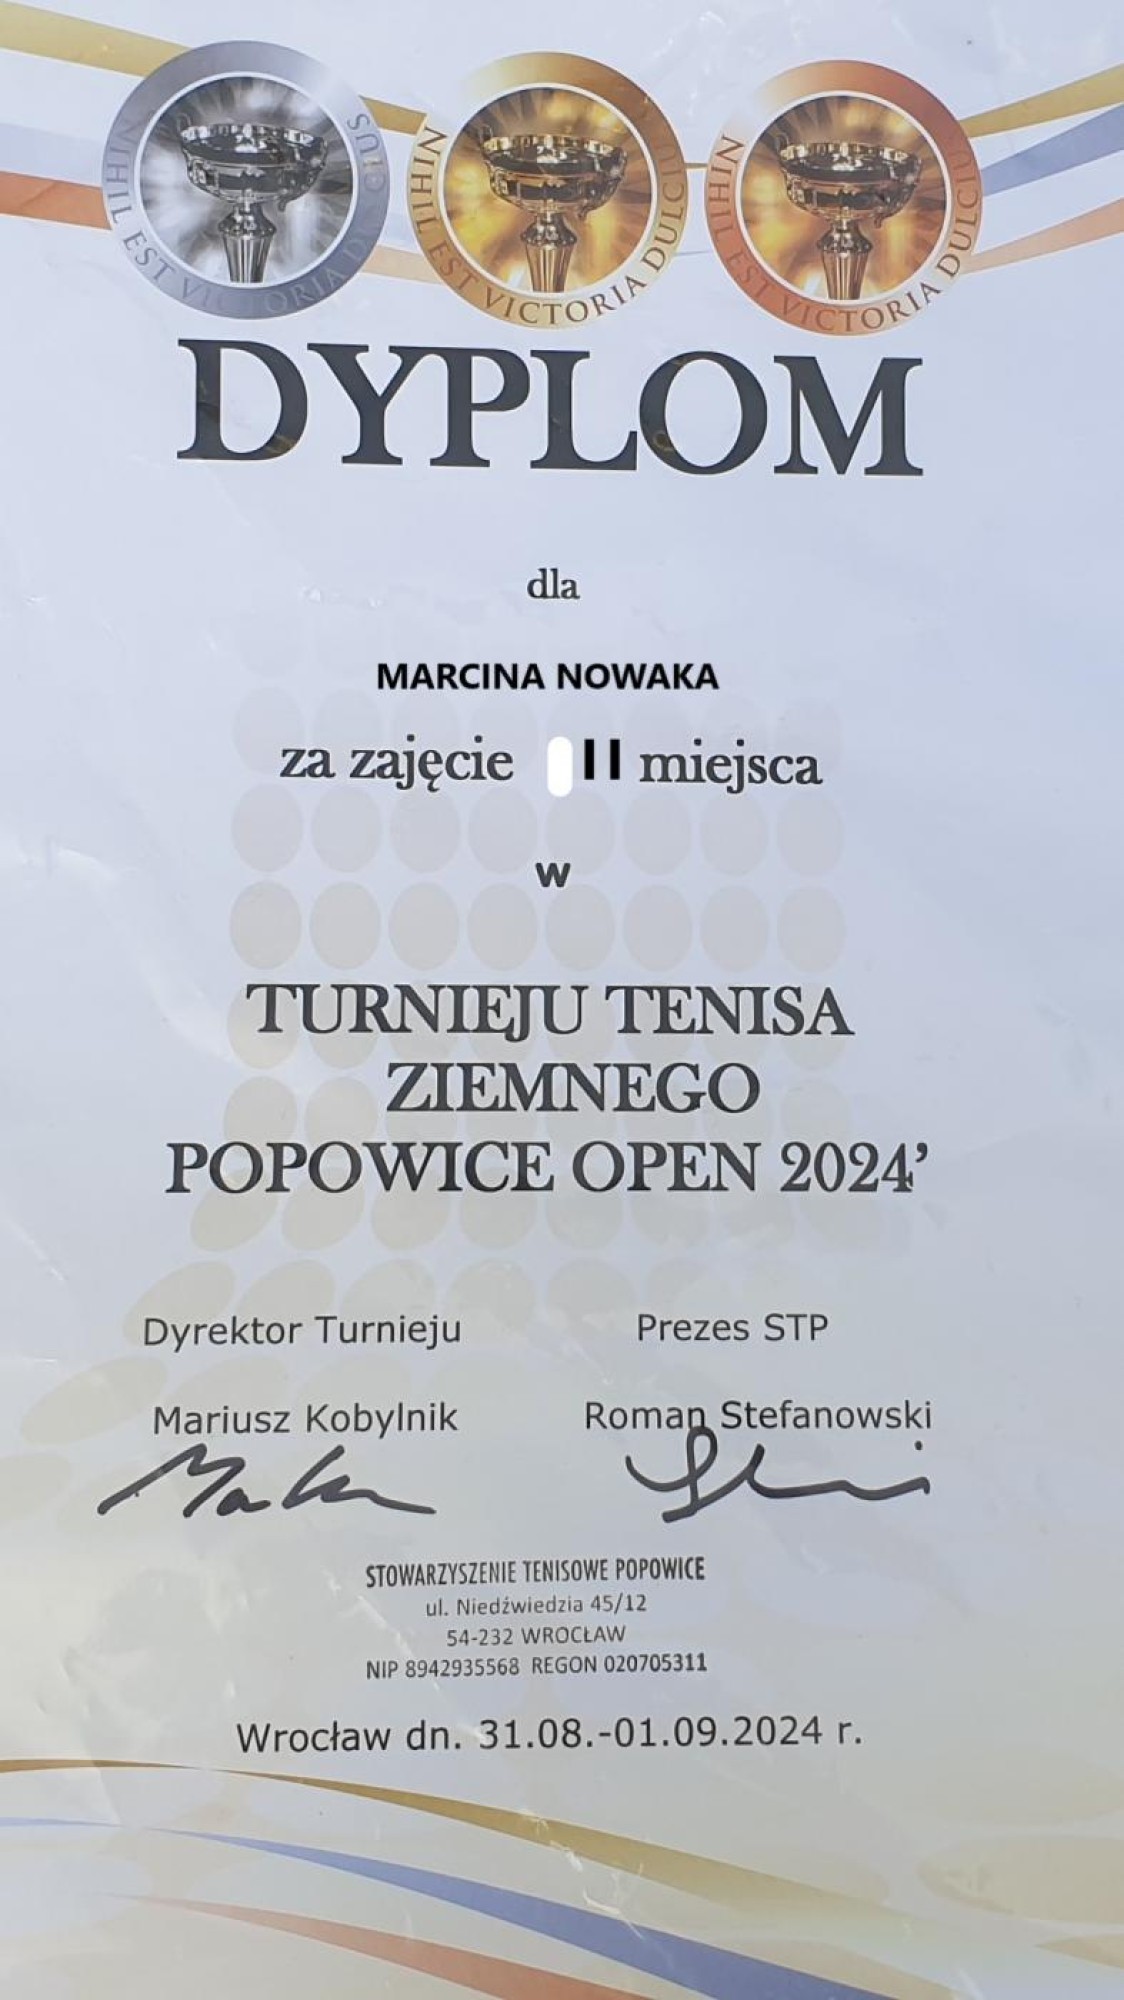 NIHIL EST VICTORIA DULCIUS
NIHIL EST VICTORIA DULCIUS
NIHIL EST VICTORIA DULCIUS
DYPLOM
dla
MARCINA NOWAKA
za zajęcie II miejsca
w
TURNIEJU TENISA
ZIEMNEGO
POPOWICE OPEN 2024’
Dyrektor Turnieju Prezes STP
Mariusz Kobylnik Roman Stefanowski
STOWARZYSZENIE TENISOWE POPOWICE
ul. Niedźwiedzia 45/12
54-232 WROCŁAW
NIP 8942935568 REGON 020705311
Wrocław dn. 31.08.-01.09.2024 r.